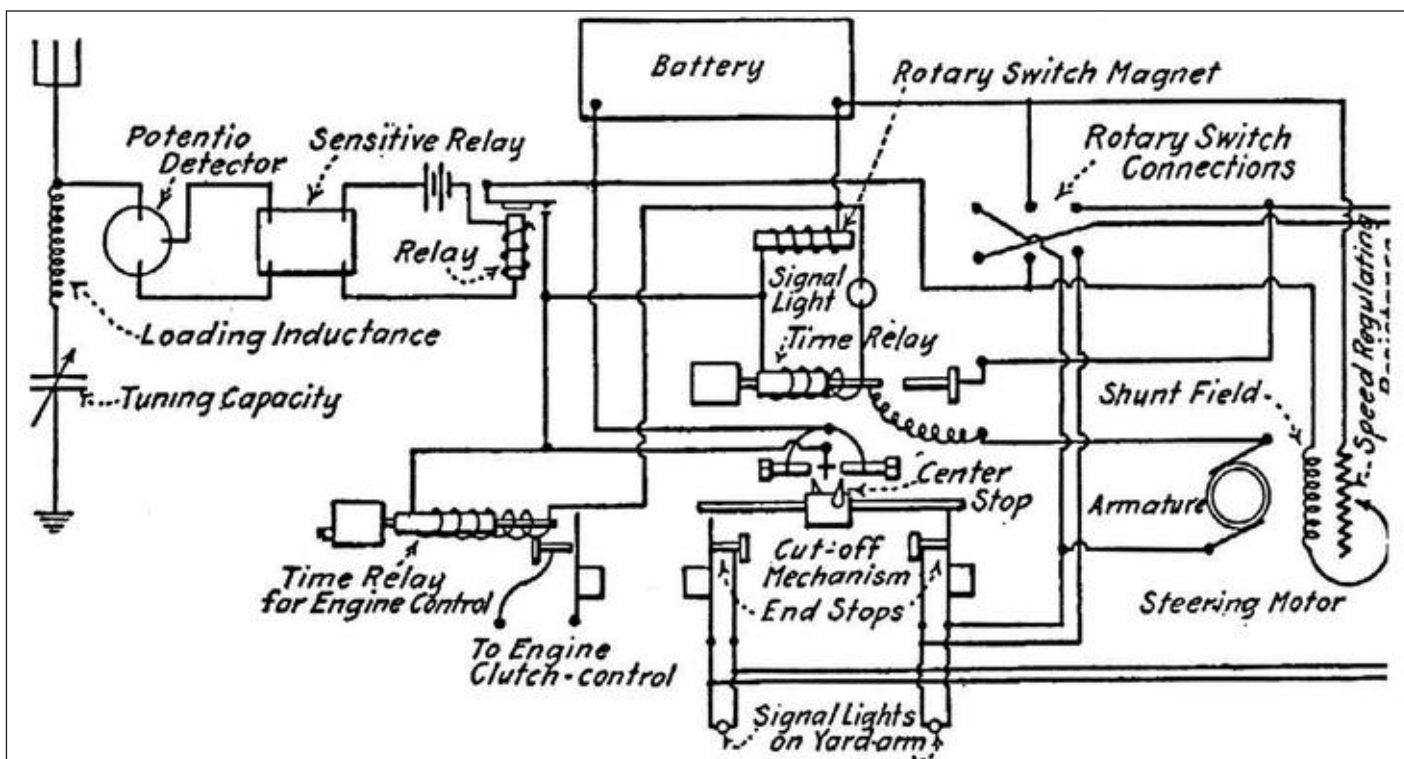 Battery
Rotary Switch Magnet
Potentio
Detector
Sensitive Relay
Rotary Switch
Connections
Relay
Signal
Light
Loading Inductance
Time Relay
Tuning Capacity
Shunt Field
Speed Regulating
Center
Stop
Armature
Cut-off
Mechanism
Time Relay
for Engine Control
End Stops
Steering Motor
To Engine
Clutch-control
Signal Lights
on Yard-arm